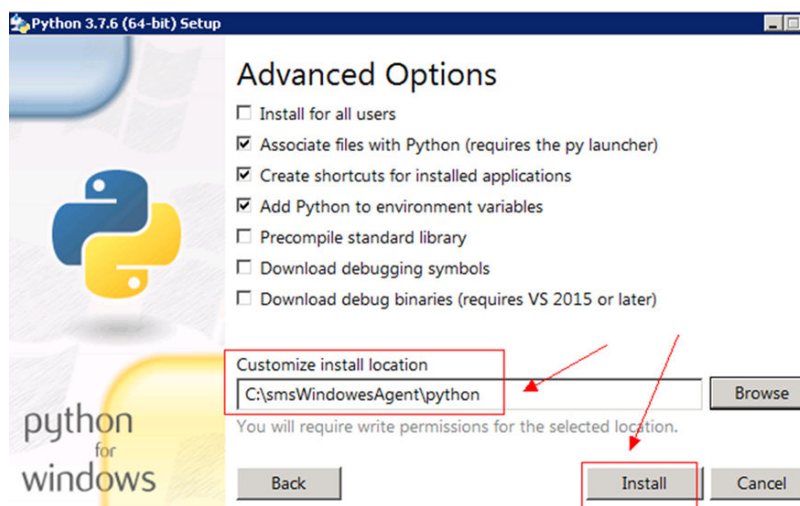 Python 3.7.6 (64-bit) Setup
Advanced Options
Install for all users
Associate files with Python (requires the py launcher)
Create shortcuts for installed applications
Add Python to environment variables
Precompile standard library
Download debugging symbols
Download debug binaries (requires VS 2015 or later)
Customize install location
C:\smsWindowesAgent\python
Browse
You will require write permissions for the selected location.
python
for
windows
Back
Install
Cancel